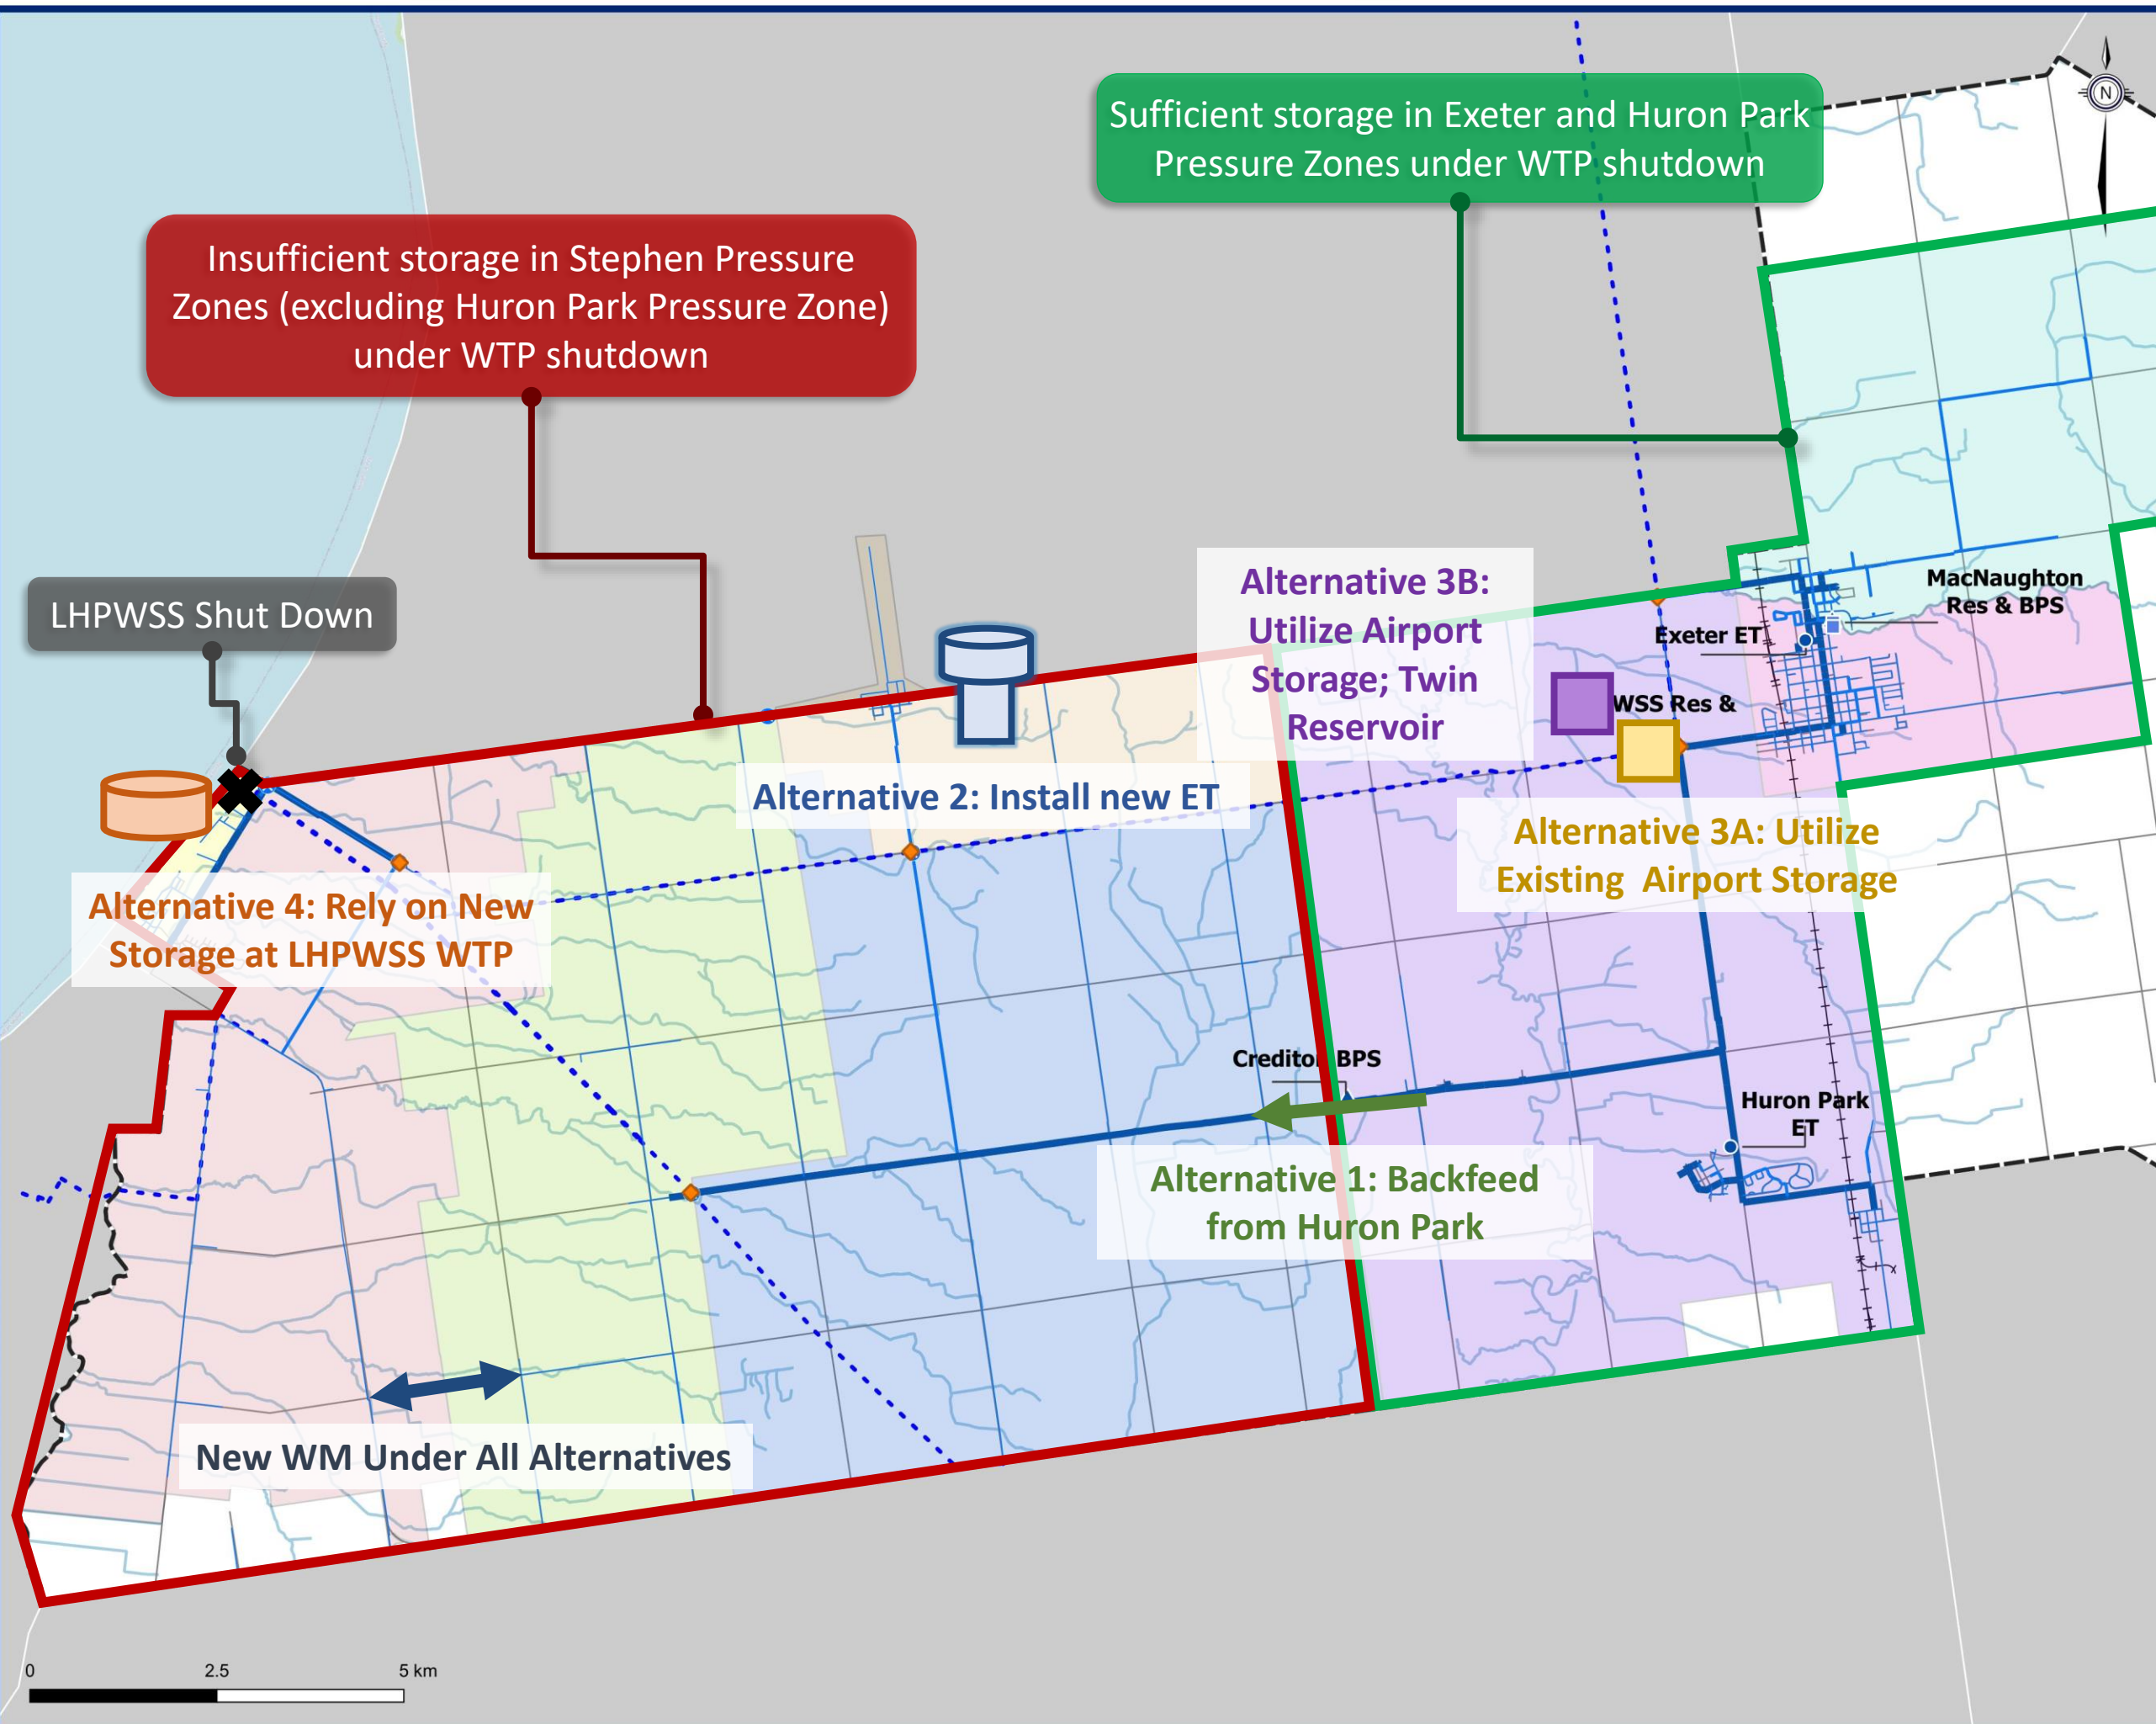 N
Sufficient storage in Exeter and Huron Park
Pressure Zones under WTP shutdown
Insufficient storage in Stephen Pressure
Zones (excluding Huron Park Pressure Zone)
under WTP shutdown
LHPWSS Shut Down
Alternative 3B:
Utilize Airport
Storage; Twin
Reservoir
MacNaughton
Res & BPS
Exeter ET
WSS Res &
Alternative 2: Install new ET
Alternative 3A: Utilize
Existing Airport Storage
Alternative 4: Rely on New
Storage at LHPWSS WTP
BPS
Huron Park
ET
Alternative 1: Backfeed
from Huron Park
New WM Under All Alternatives
0 2.5 5 km